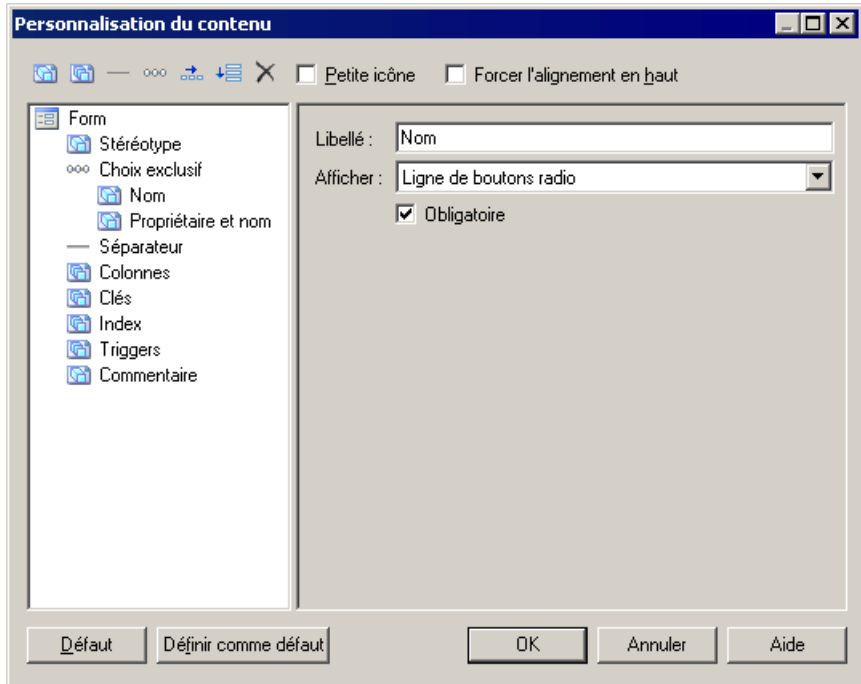 Personnalisation du contenu
Petite icône Forcer l'alignement en haut
Form
Stéréotype
Choix exclusif
Nom
Propriétaire et nom
Séparateur
Colonnes
Clés
Index
Triggers
Commentaire
Libellé : Nom
Afficher : Ligne de boutons radio
Obligatoire
Défaut Définir comme défaut OK Annuler Aide